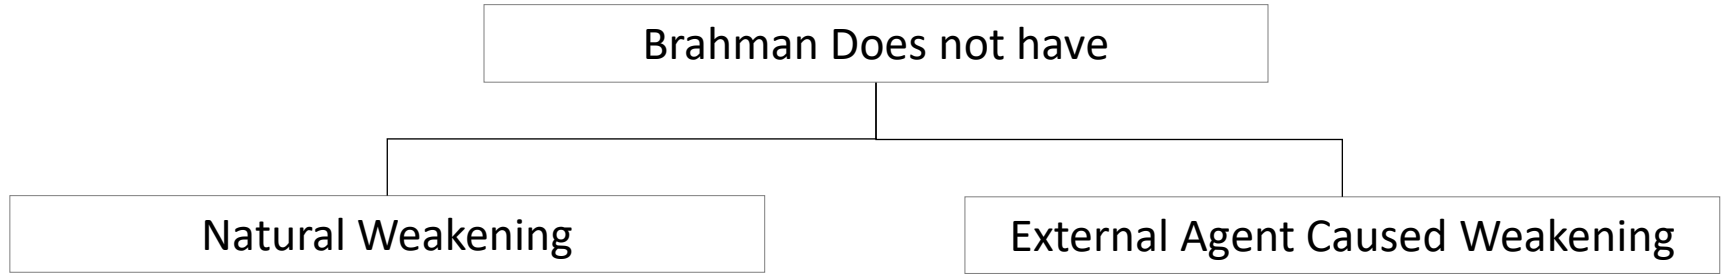 Brahman Does not have
Natural Weakening
External Agent Caused Weakening